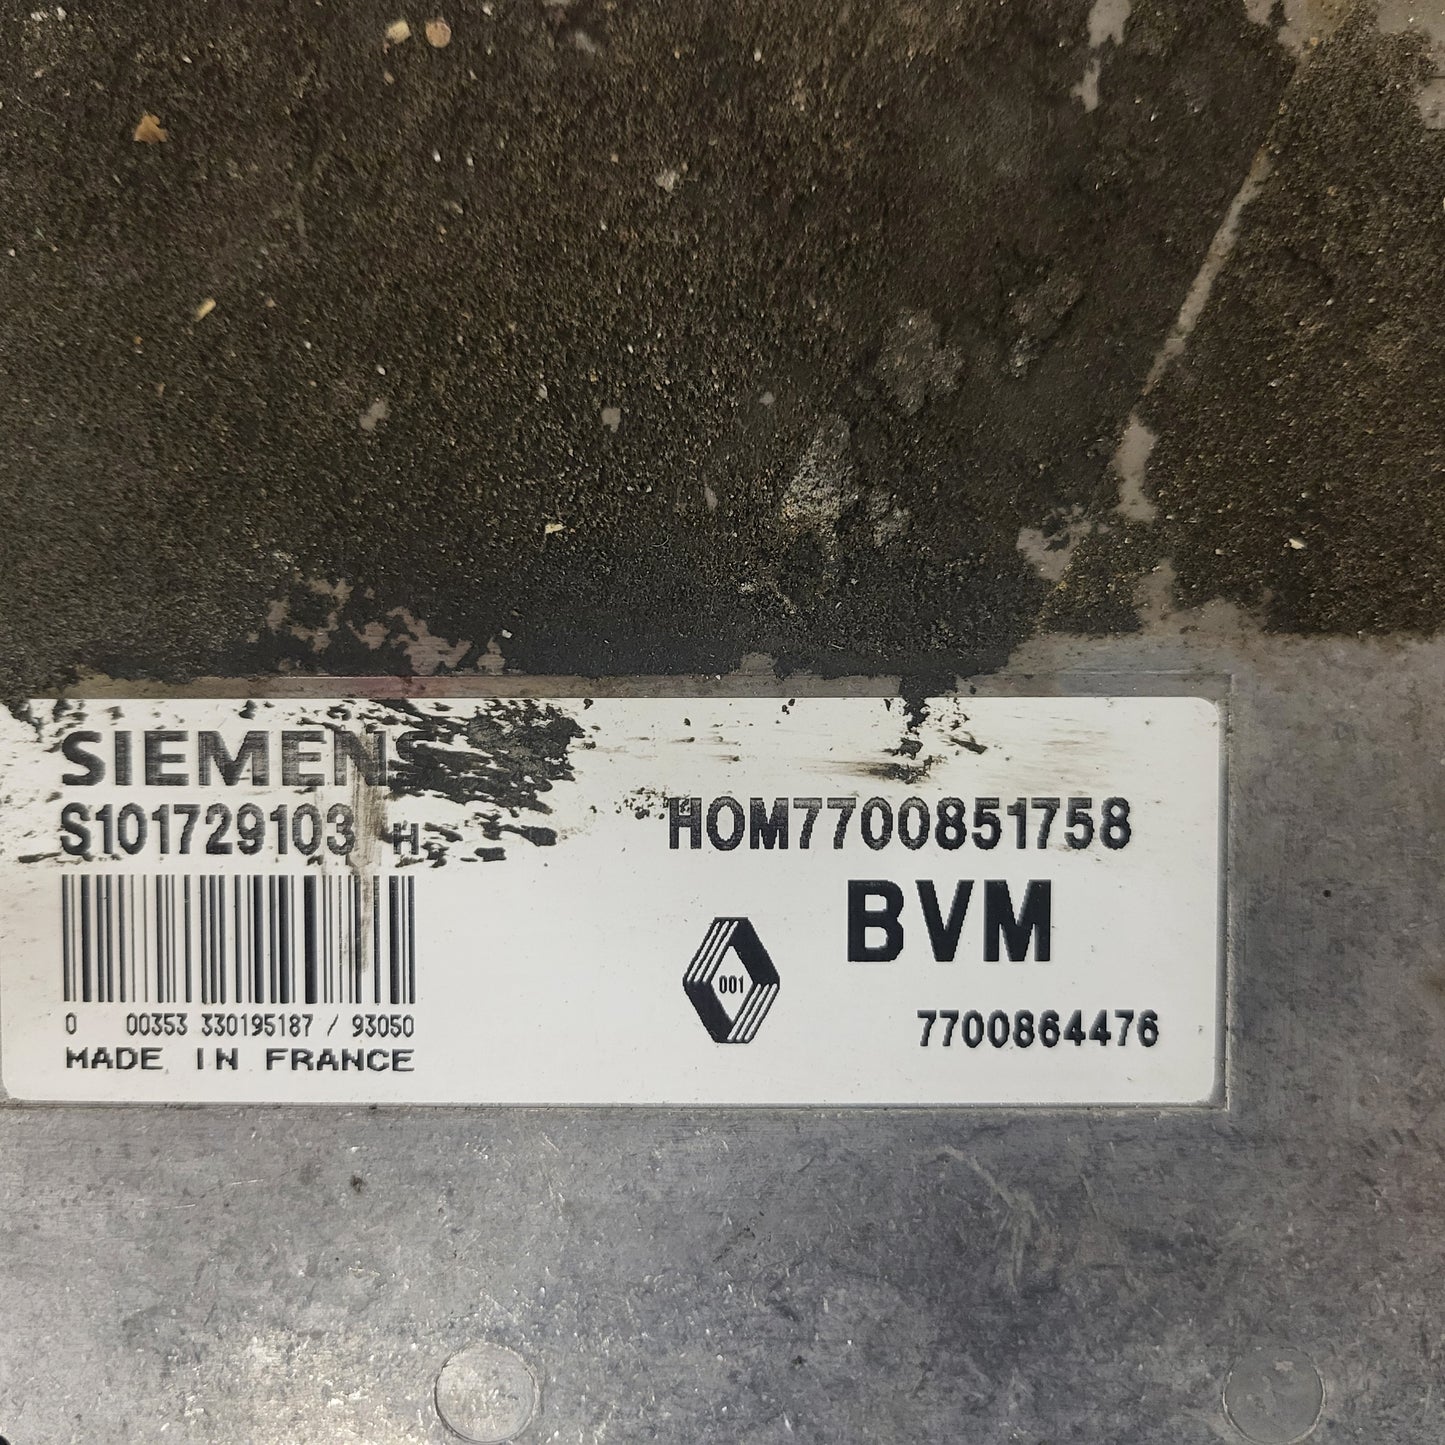 SIEMENS
S101729103 H
HOM7700851758
BVM
001
0 00353 330195187 / 93050
7700864476
MADE IN FRANCE